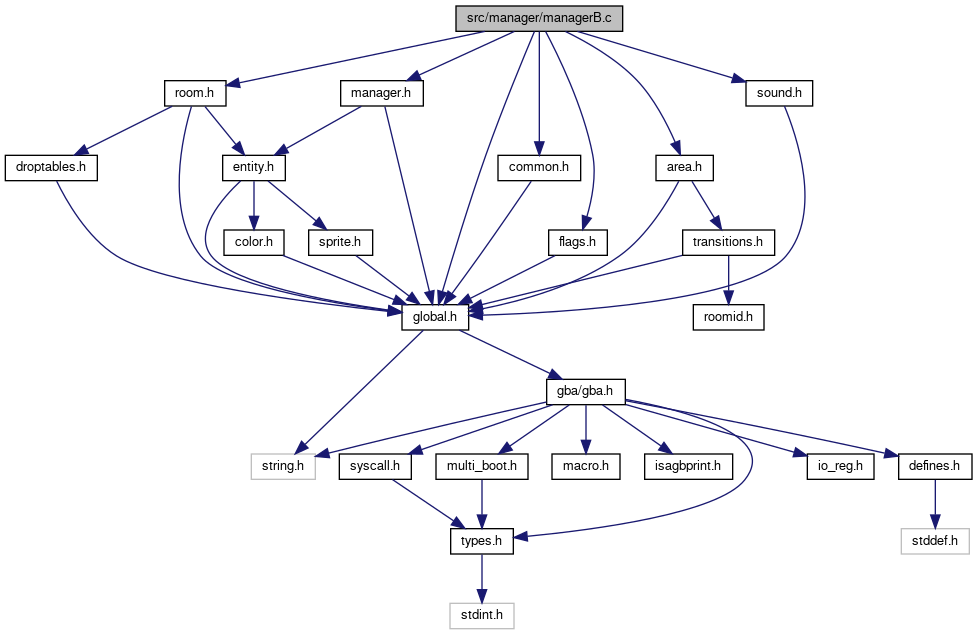 src/manager/managerB.c
room.h
manager.h
sound.h
droptables.h
entity.h
common.h
area.h
color.h
sprite.h
flags.h
transitions.h
global.h
roomid.h
gba/gba.h
string.h
syscall.h
multi_boot.h
macro.h
isagbprint.h
io_reg.h
defines.h
types.h
stddef.h
stdint.h